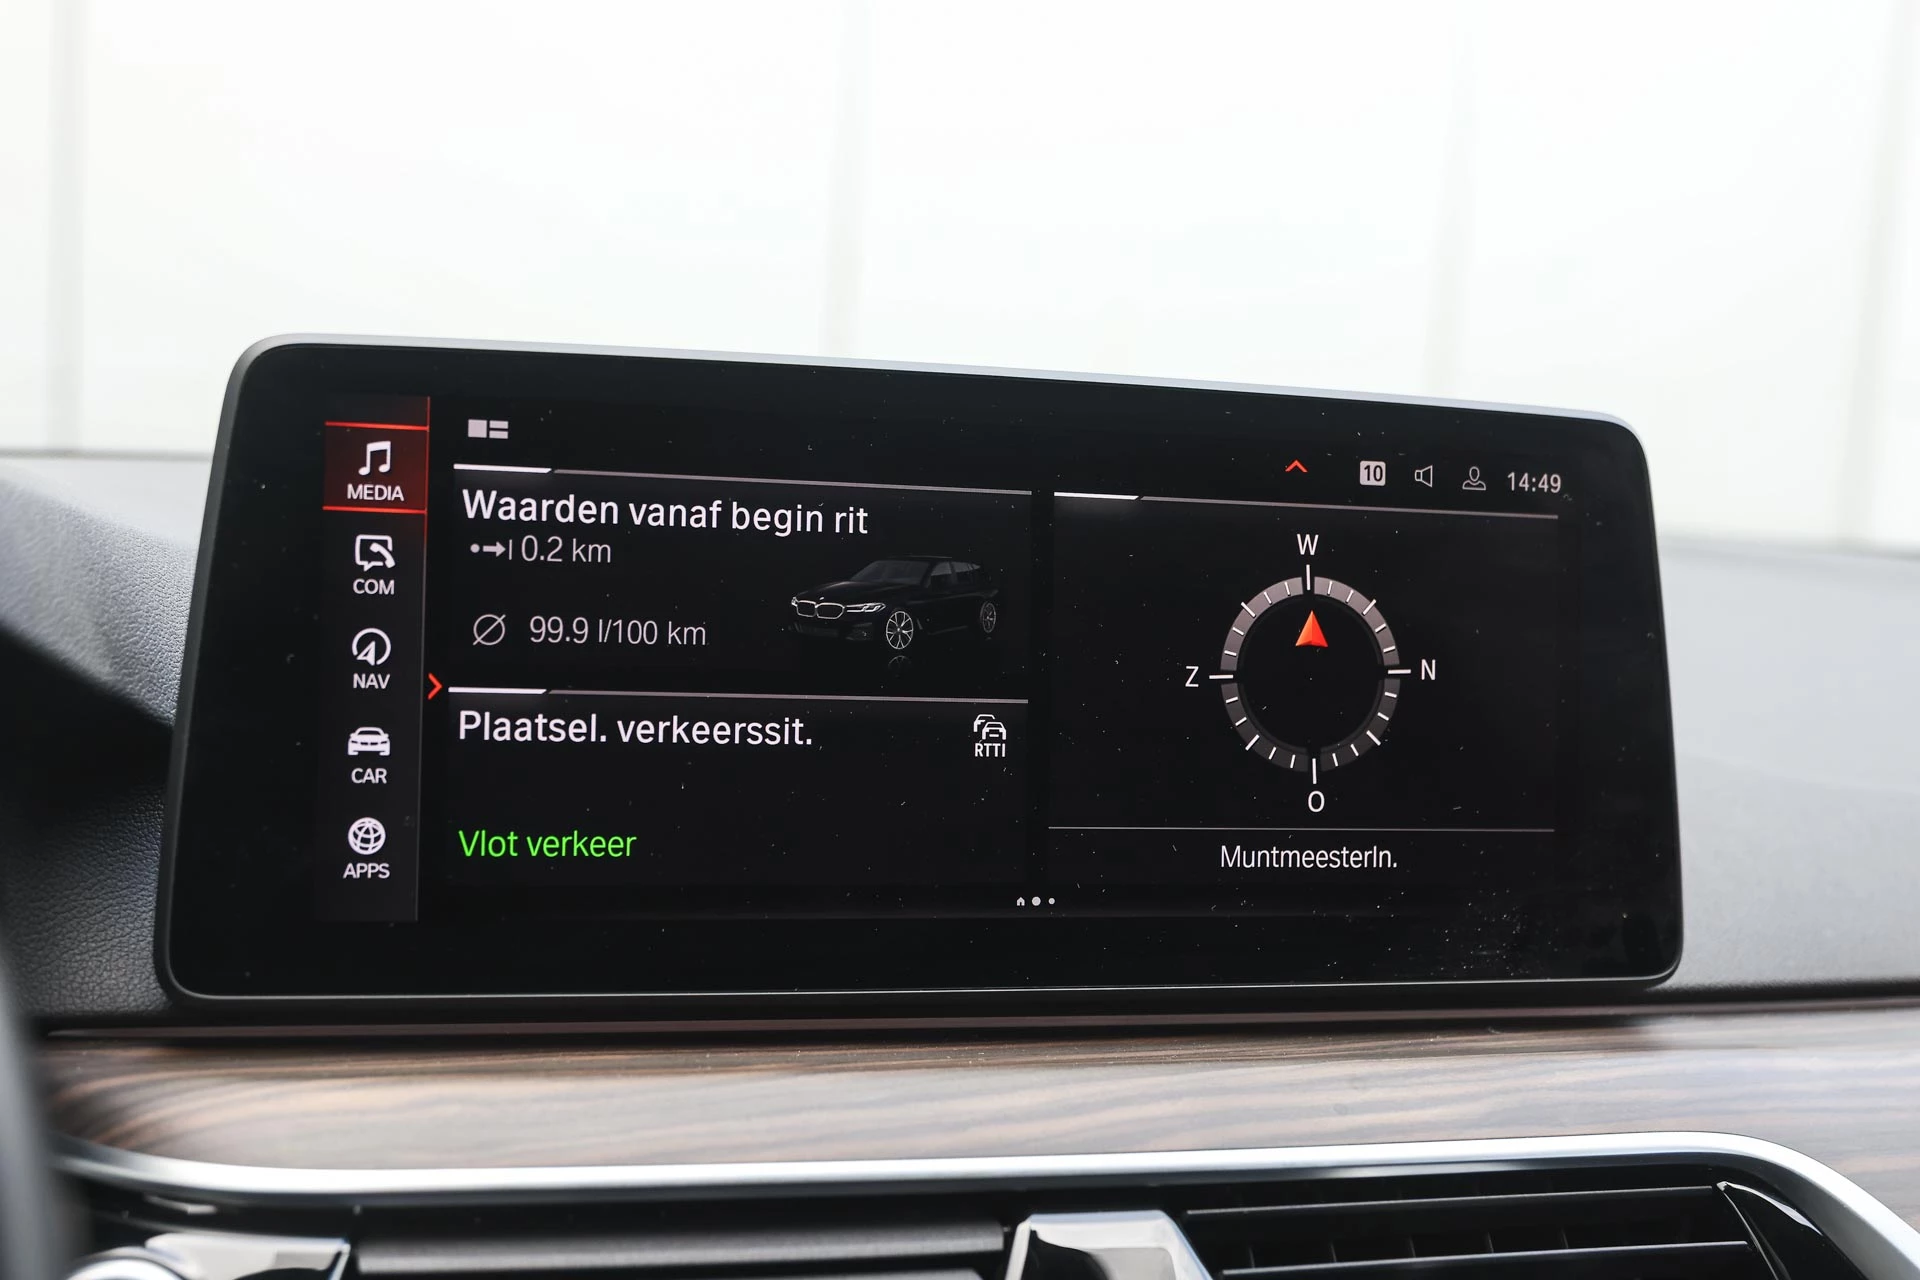 MEDIA
COM
NAV
CAR
APPS
10
14:49
Waarden vanaf begin rit
0.2 km
99.9 l/100 km
Plaatsel. verkeerssit.
RTTI
Vlot verkeer
W
Z
N
O
Muntmeesterln.